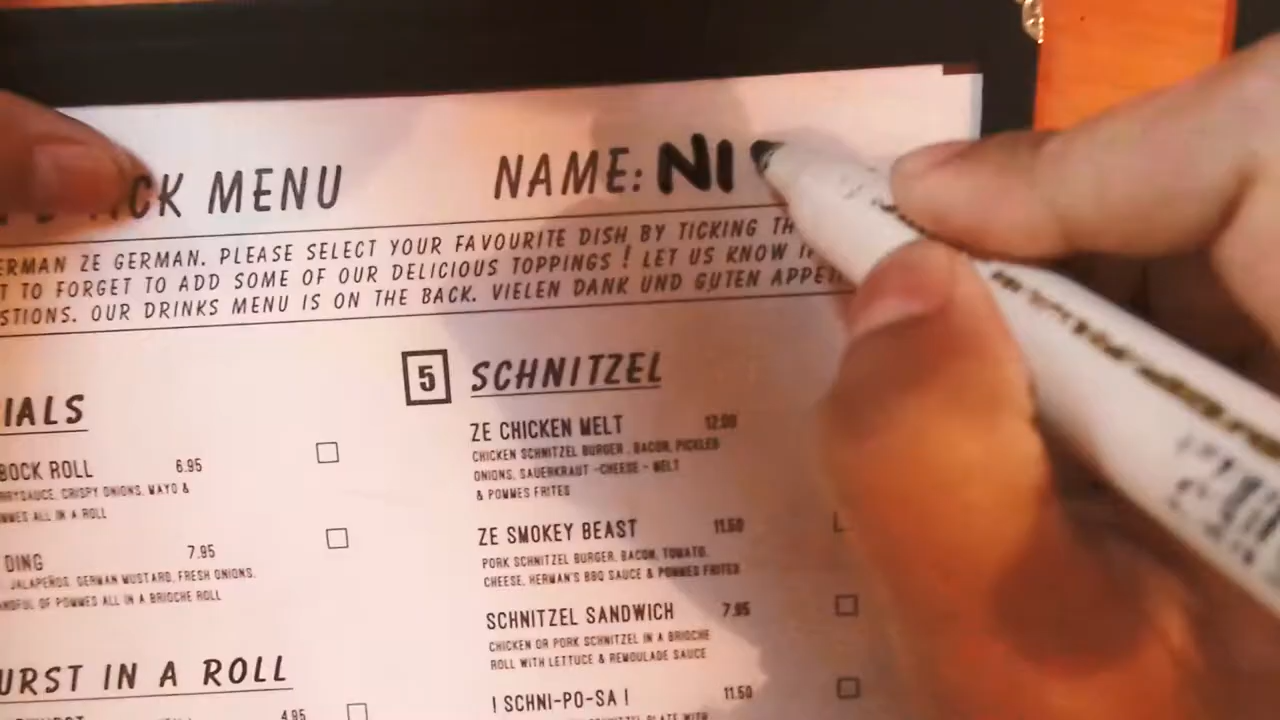 CK MENU
NAME: NI
ERMAN ZE GERMAN. PLEASE SELECT YOUR FAVOURITE DISH BY TICKING TH
T TO FORGET TO ADD SOME OF OUR DELICIOUS TOPPINGS! LET US KNOW
STIONS. OUR DRINKS MENU IS ON THE BACK. VIELEN DANK UND GUTEN APPET
IALS
BOCK ROLL 6.95
RRYSAUCE, CRISPY ONIONS, MAYO &
MMES ALL IN A ROLL
DING 7.95
JALAPEÑOS, GERMAN MUSTARD, FRESH ONIONS,
ANDFUL OF POMMES ALL IN A BRIOCHE ROLL
URST IN A ROLL
4.95
5 SCHNITZEL
ZE CHICKEN MELT 12.00
CHICKEN SCHNITZEL BURGER, BACON, PICKLED
ONIONS, SAUERKRAUT -CHEESE - MELT
& POMMES FRITES
ZE SMOKEY BEAST 11.50
PORK SCHNITZEL BURGER, BACON, TOMATO,
CHEESE, HERMAN'S BBQ SAUCE & POMMES FRITES
SCHNITZEL SANDWICH 7.95
CHICKEN OR PORK SCHNITZEL IN A BRIOCHE
ROLL WITH LETTUCE & REMOULADE SAUCE
! SCHNI-PO-SA ! 11.50